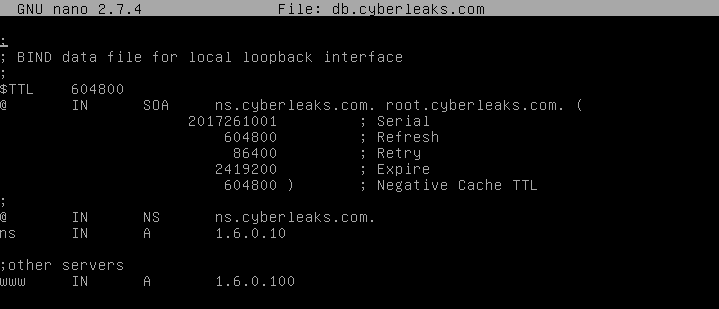 GNU nano 2.7.4 File: db.cyberleaks.com
;
; BIND data file for local loopback interface
;
$TTL 604800
@ IN SOA ns.cyberleaks.com. root.cyberleaks.com. (
2017261001 ; Serial
604800 ; Refresh
86400 ; Retry
2419200 ; Expire
604800 ) ; Negative Cache TTL
;
@ IN NS ns.cyberleaks.com.
ns IN A 1.6.0.10
;other servers
www IN A 1.6.0.100